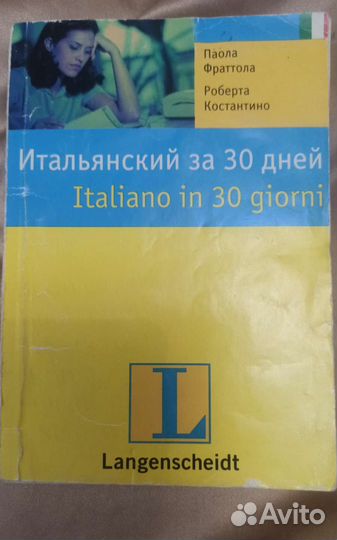 Паола
Фраттола
Роберта
Костантино
Итальянский за 30 дней
Italiano in 30 giorni
L
Langenscheidt
Avito